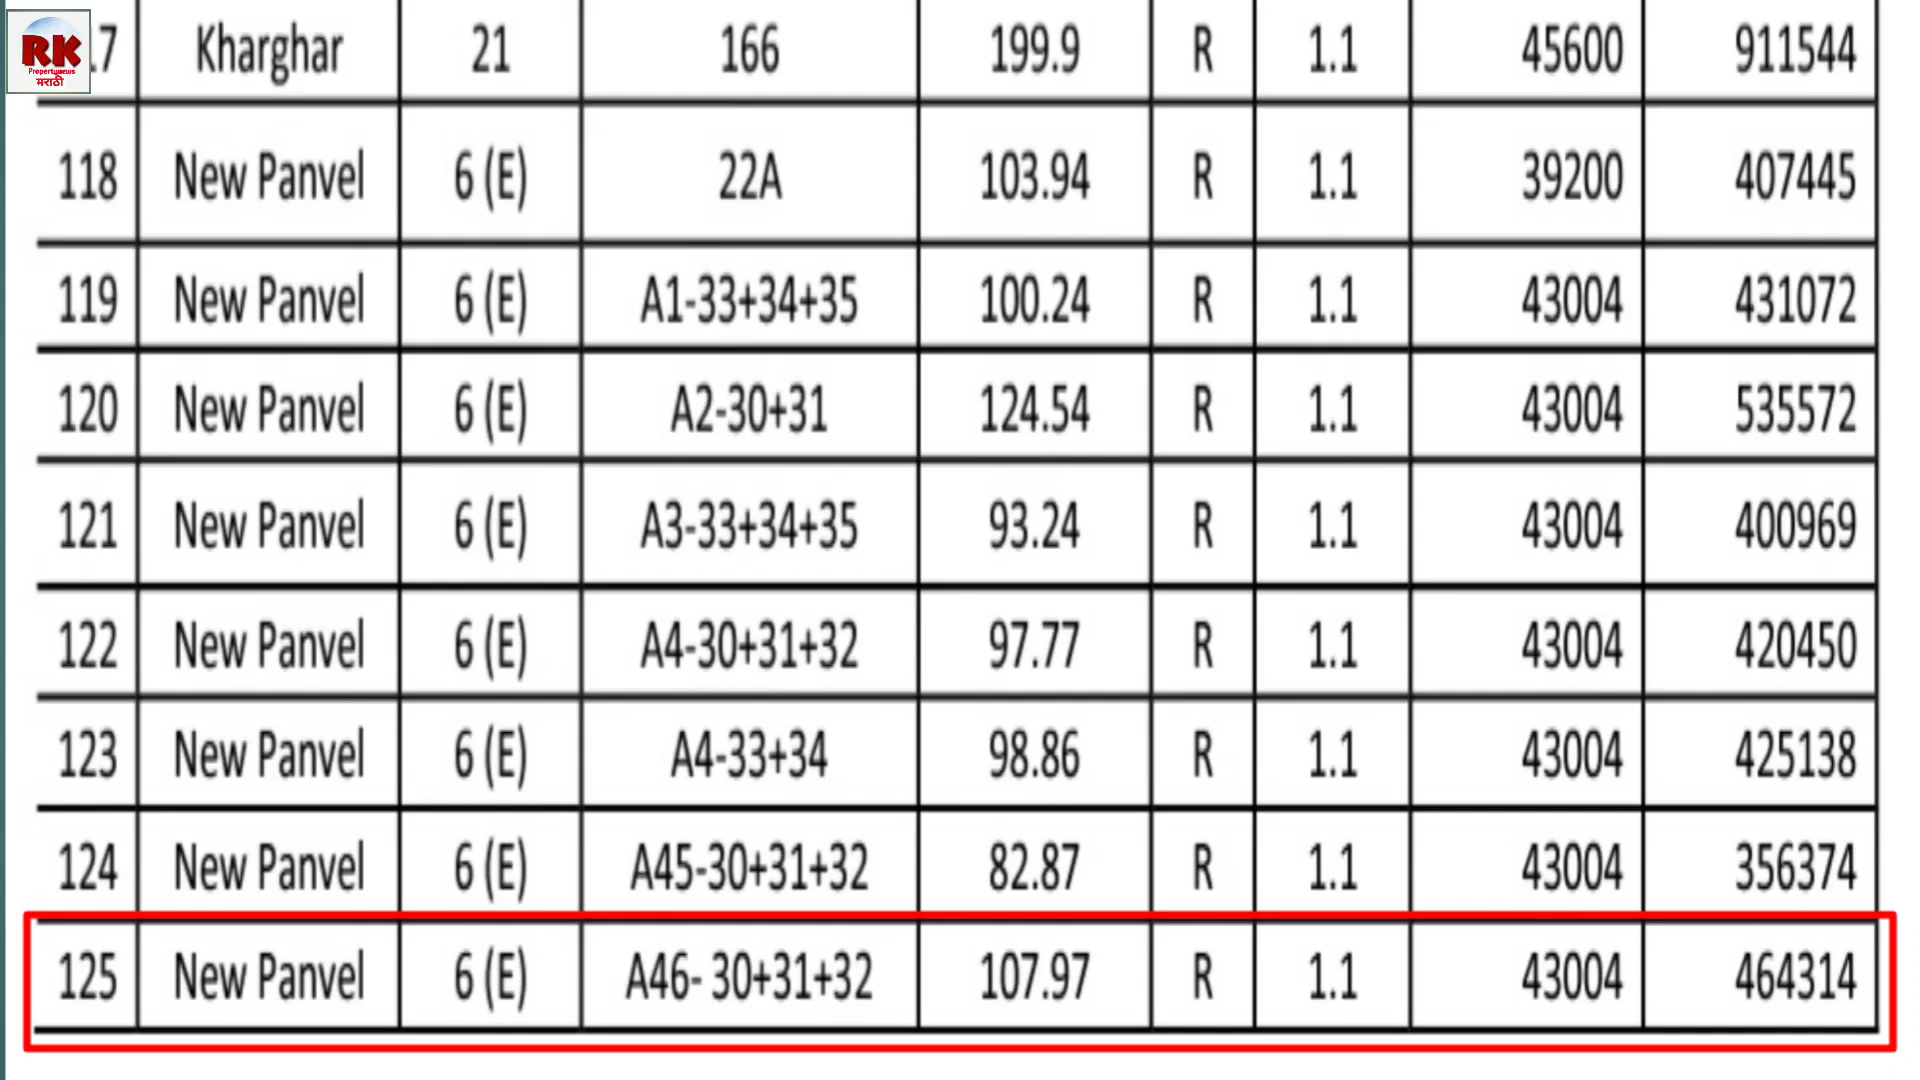 RK
Propertynews
मराठी
.7 Kharghar 21 166 199.9 R 1.1 45600 911544
118 New Panvel 6 (E) 22A 103.94 R 1.1 39200 407445
119 New Panvel 6 (E) A1-33+34+35 100.24 R 1.1 43004 431072
120 New Panvel 6 (E) A2-30+31 124.54 R 1.1 43004 535572
121 New Panvel 6 (E) A3-33+34+35 93.24 R 1.1 43004 400969
122 New Panvel 6 (E) A4-30+31+32 97.77 R 1.1 43004 420450
123 New Panvel 6 (E) A4-33+34 98.86 R 1.1 43004 425138
124 New Panvel 6 (E) A45-30+31+32 82.87 R 1.1 43004 356374
125 New Panvel 6 (E) A46- 30+31+32 107.97 R 1.1 43004 464314